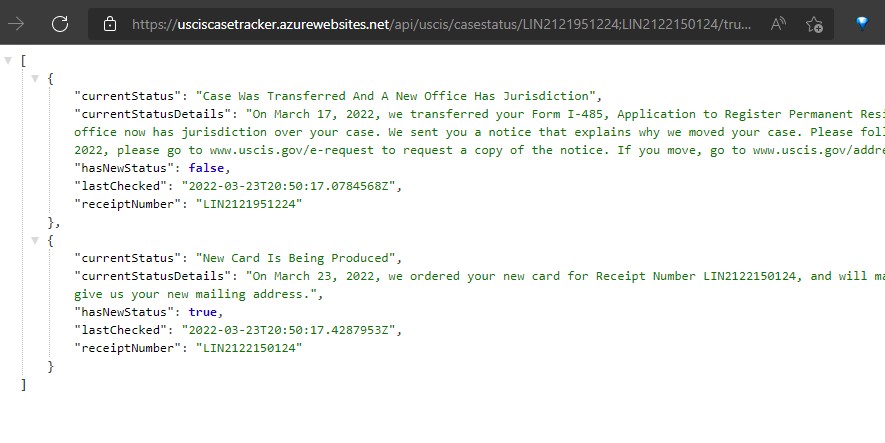 https://usciscasetracker.azurewebsites.net/api/uscis/casestatus/LIN2121951224;LIN2122150124/tru...
[
{
"currentStatus": "Case Was Transferred And A New Office Has Jurisdiction",
"currentStatusDetails": "On March 17, 2022, we transferred your Form I-485, Application to Register Permanent Resi
office now has jurisdiction over your case. We sent you a notice that explains why we moved your case. Please foll
2022, please go to www.uscis.gov/e-request to request a copy of the notice. If you move, go to www.uscis.gov/addre
"hasNewStatus": false,
"lastChecked": "2022-03-23T20:50:17.0784568Z",
"receiptNumber": "LIN2121951224"
},
{
"currentStatus": "New Card Is Being Produced",
"currentStatusDetails": "On March 23, 2022, we ordered your new card for Receipt Number LIN2122150124, and will ma
give us your new mailing address.",
"hasNewStatus": true,
"lastChecked": "2022-03-23T20:50:17.4287953Z",
"receiptNumber": "LIN2122150124"
}
]